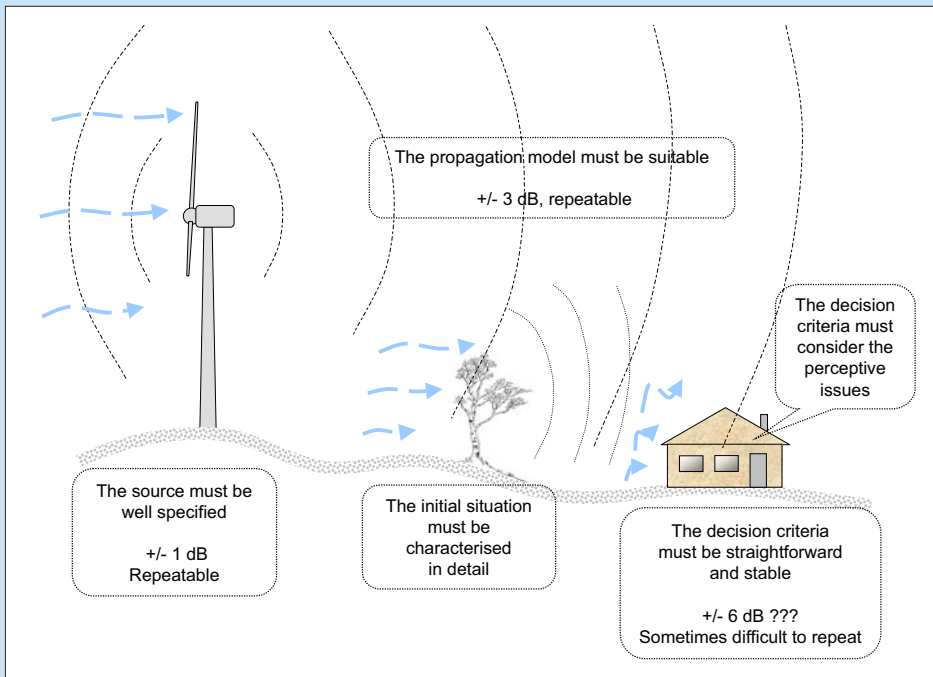 The propagation model must be suitable
+/- 3 dB, repeatable
The decision
criteria must
consider the
perceptive
issues
The source must be
well specified
+/- 1 dB
Repeatable
The initial situation
must be
characterised
in detail
The decision criteria
must be straightforward
and stable
+/- 6 dB ???
Sometimes difficult to repeat